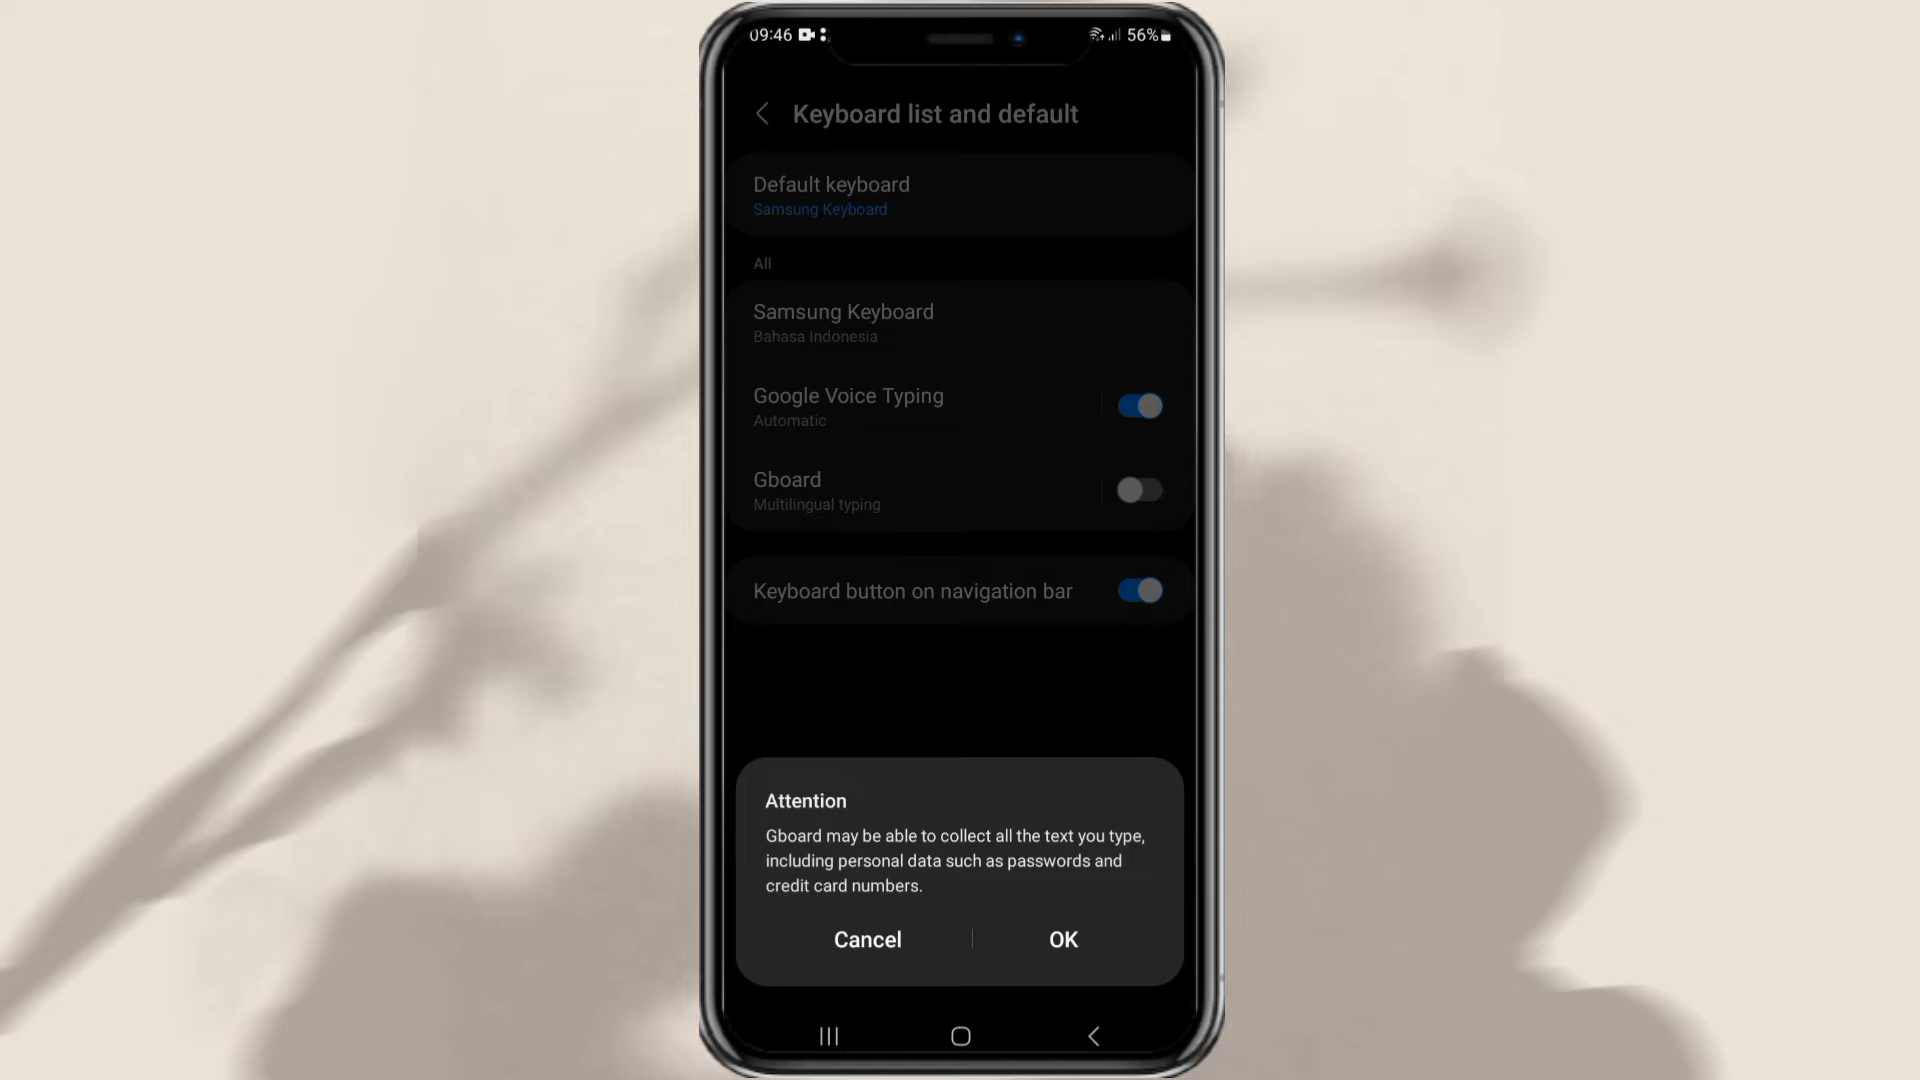 09:46
56%
Keyboard list and default
Default keyboard
Samsung Keyboard
All
Samsung Keyboard
Bahasa Indonesia
Google Voice Typing
Automatic
Gboard
Multilingual typing
Keyboard button on navigation bar
Attention
Gboard may be able to collect all the text you type,
including personal data such as passwords and
credit card numbers.
Cancel
OK